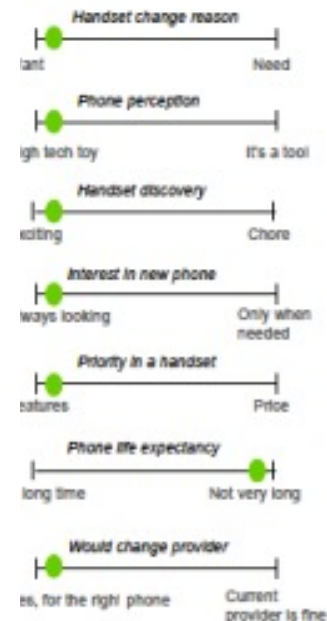 Handset change reason
ant Need
Phone perception
gh tech toy It's a tool
Handset discovery
xciting Chore
Interest in new phone
ways looking Only when
needed
Priority in a handset
eatures Price
Phone life expectancy
long time Not very long
Would change provider
es, for the right phone Current
provider is fine